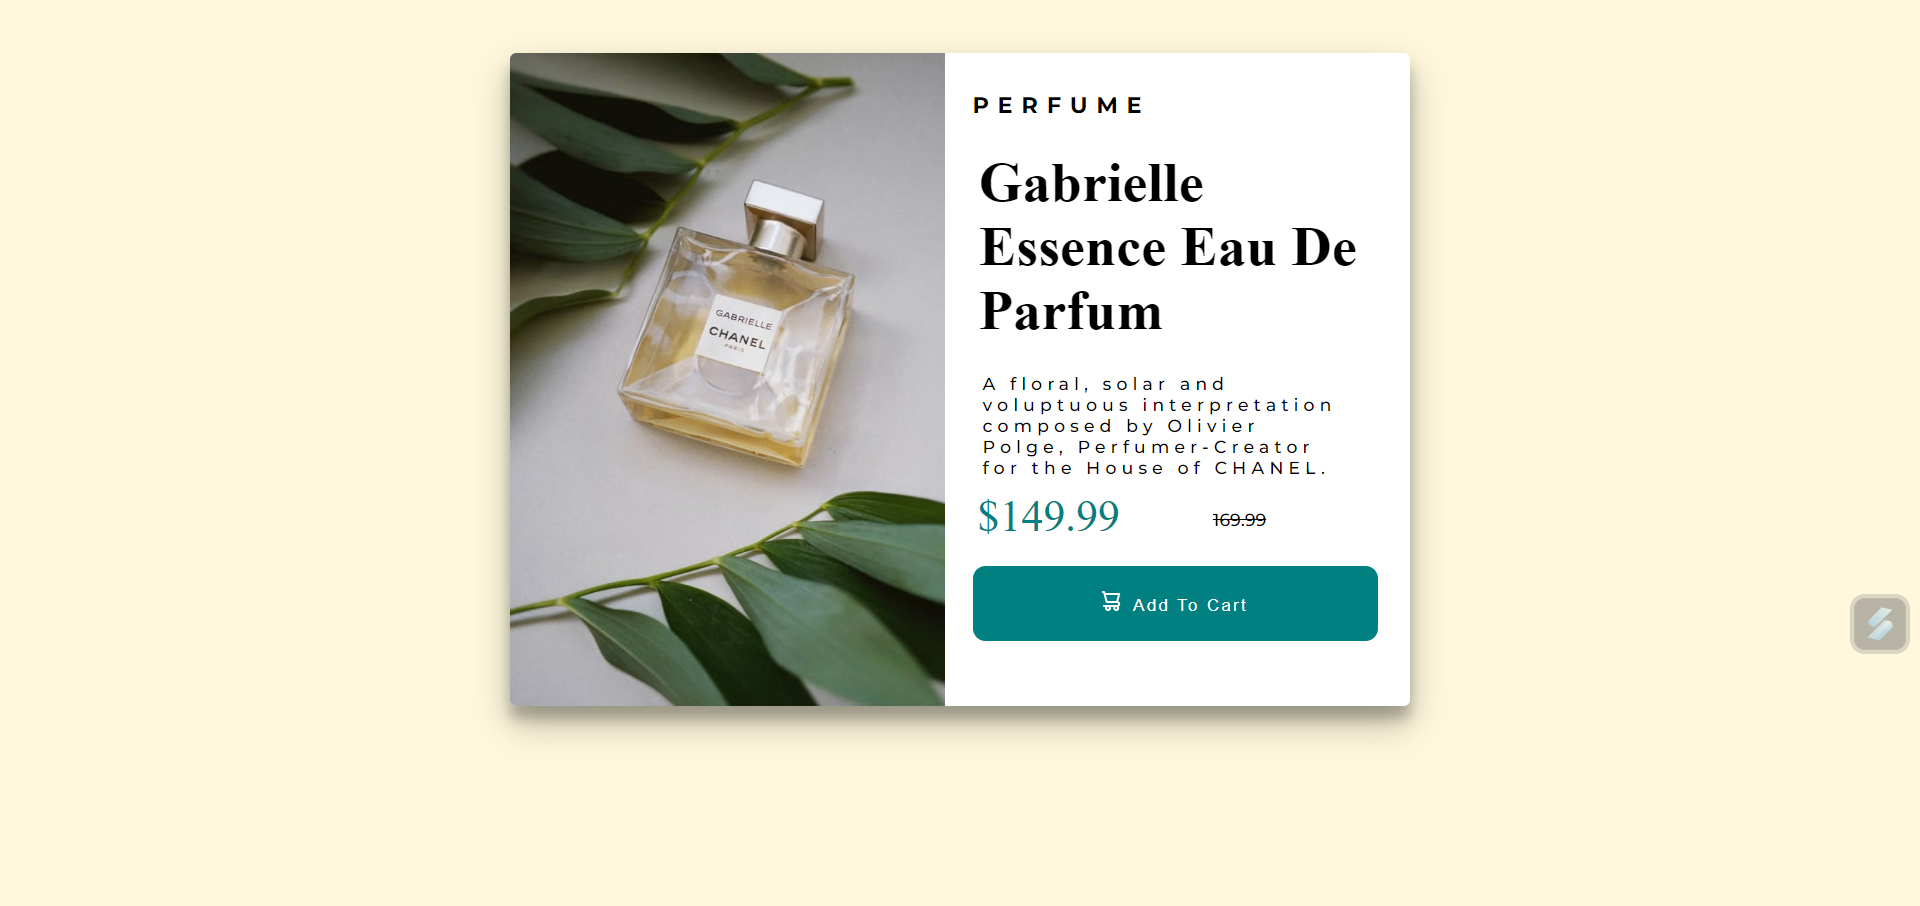 PERFUME
Gabrielle
Essence Eau De
Parfum
GABRIELLE
CHANEL
PARIS
A floral, solar and
voluptuous interpretation
composed by Olivier
Polge, Perfumer-Creator
for the House of CHANEL.
$149.99 169.99
Add To Cart